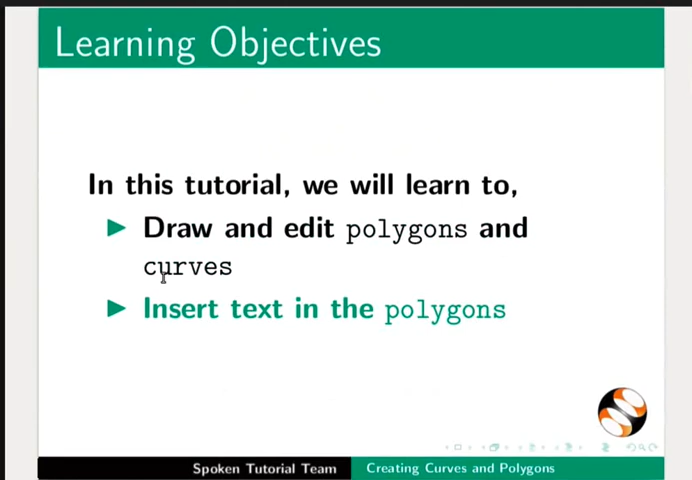 Learning Objectives
In this tutorial, we will learn to,
Draw and edit polygons and
curves
Insert text in the polygons
Spoken Tutorial Team
Creating Curves and Polygons